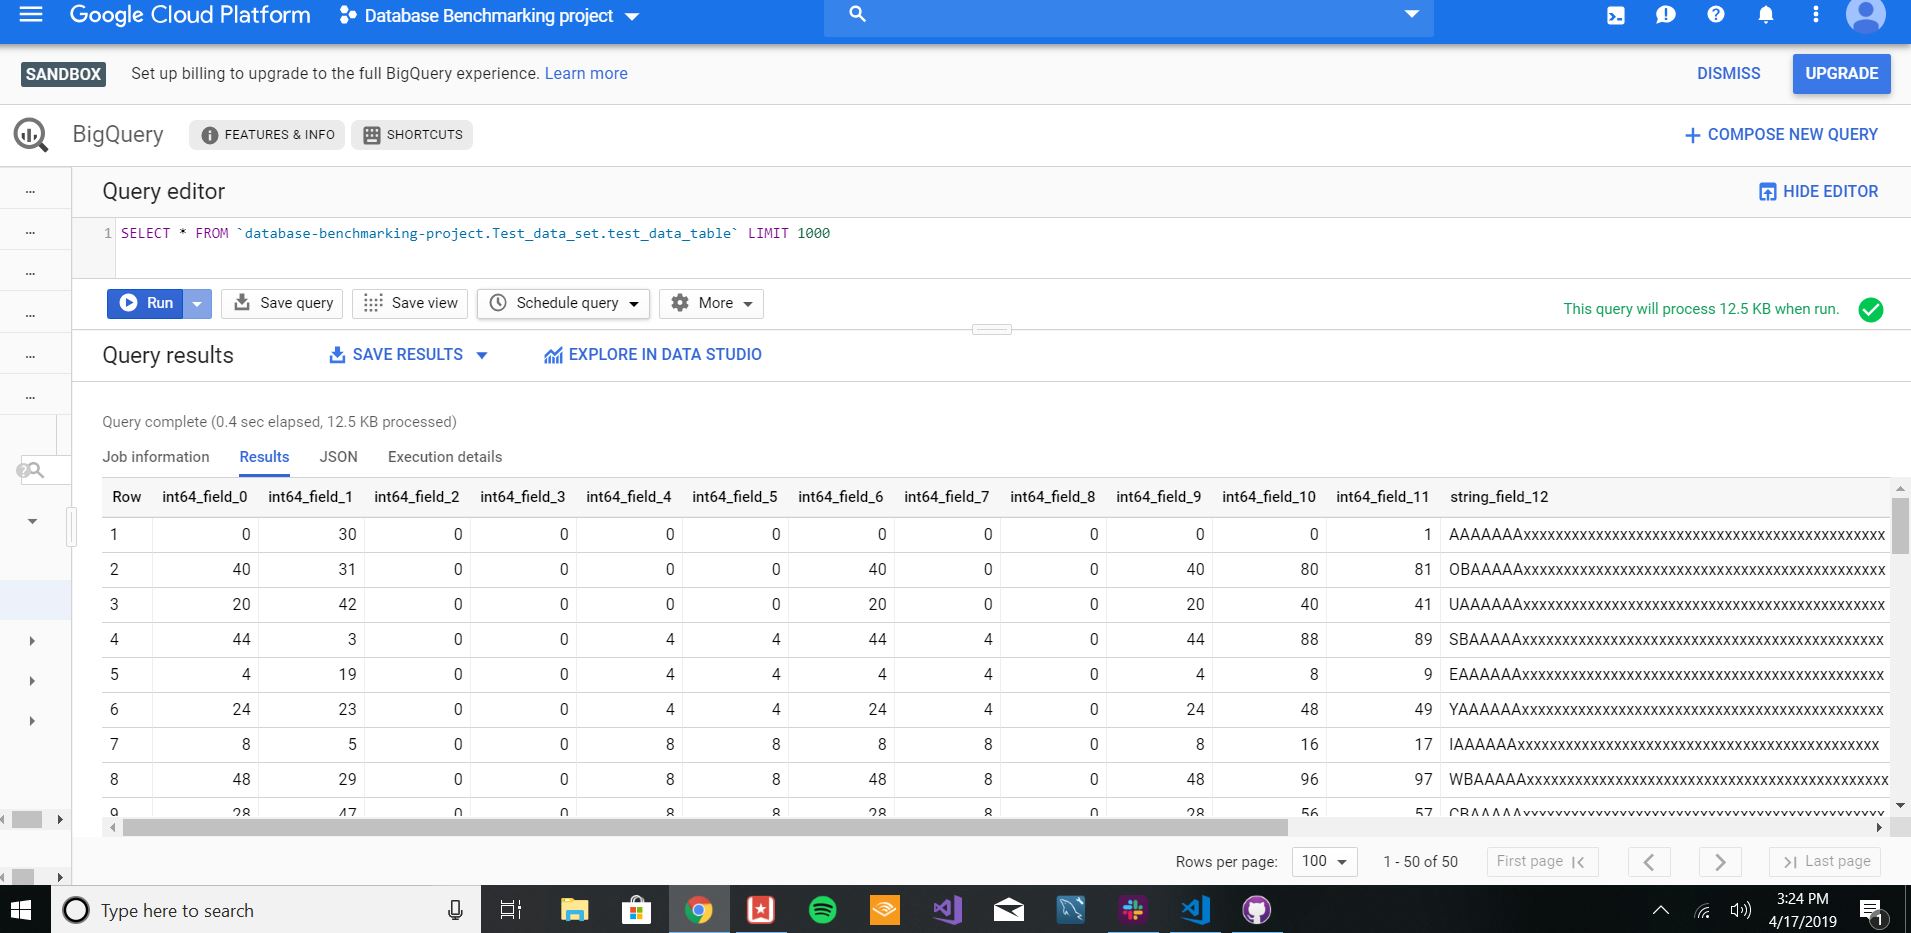 Google Cloud Platform Database Benchmarking project
SANDBOX Set up billing to upgrade to the full BigQuery experience. Learn more DISMISS UPGRADE
BigQuery FEATURES & INFO SHORTCUTS + COMPOSE NEW QUERY
... Query editor HIDE EDITOR
... 1 SELECT * FROM `database-benchmarking-project.Test_data_set.test_data_table` LIMIT 1000
...
... Run Save query Save view Schedule query More This query will process 12.5 KB when run.
... Query results SAVE RESULTS EXPLORE IN DATA STUDIO
...
Query complete (0.4 sec elapsed, 12.5 KB processed)
Job information Results JSON Execution details
Row int64_field_0 int64_field_1 int64_field_2 int64_field_3 int64_field_4 int64_field_5 int64_field_6 int64_field_7 int64_field_8 int64_field_9 int64_field_10 int64_field_11 string_field_12
1 0 30 0 0 0 0 0 0 0 0 0 1
2 40 31 0 0 0 0 40 0 0 40 80 81
3 20 42 0 0 0 0 20 0 0 20 40 41
4 44 3 0 0 4 4 44 4 0 44 88 89
5 4 19 0 0 4 4 4 4 0 4 8 9
6 24 23 0 0 4 4 24 4 0 24 48 49
7 8 5 0 0 8 8 8 8 0 8 16 17
8 48 29 0 0 8 8 48 8 0 48 96 97
9 28 47 0 0 8 8 28 8 0 28 56 57
Rows per page: 100 1 - 50 of 50 First page Last page
Type here to search 3:24 PM
4/17/2019 1